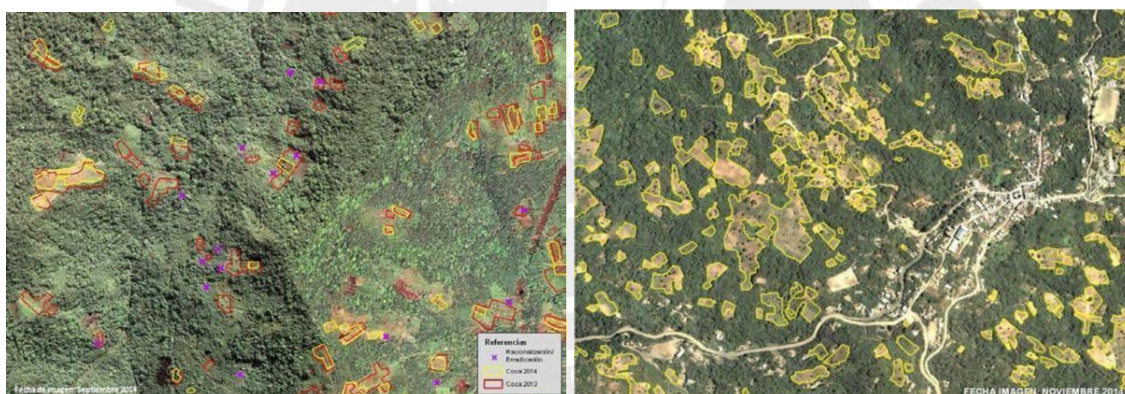 Referencias
Racionalización/
Erradicación
Coca 2014
Coca 2013
Fecha de imagen: Septiembre 2014
FECHA IMAGEN: NOVIEMBRE 2014